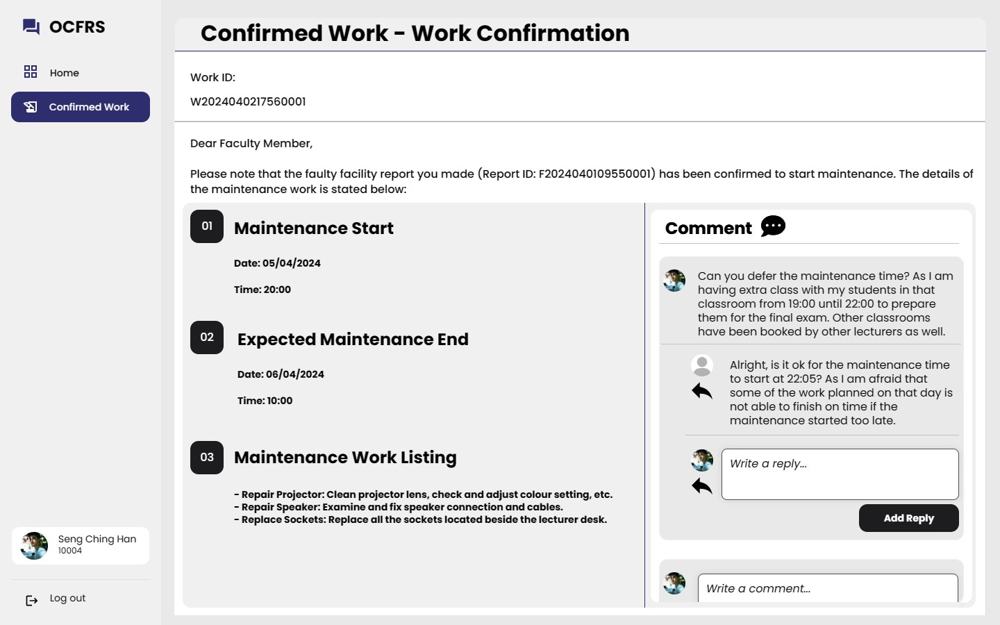 OCFRS
Home
Confirmed Work
Seng Ching Han
10004
Log out
Confirmed Work - Work Confirmation
Work ID:
W2024040217560001
Dear Faculty Member,
Please note that the faulty facility report you made (Report ID: F2024040109550001) has been confirmed to start maintenance. The details of
the maintenance work is stated below:
01
Maintenance Start
Date: 05/04/2024
Time: 20:00
02
Expected Maintenance End
Date: 06/04/2024
Time: 10:00
03
Maintenance Work Listing
- Repair Projector: Clean projector lens, check and adjust colour setting, etc.
- Repair Speaker: Examine and fix speaker connection and cables.
- Replace Sockets: Replace all the sockets located beside the lecturer desk.
Comment
Can you defer the maintenance time? As I am
having extra class with my students in that
classroom from 19:00 until 22:00 to prepare
them for the final exam. Other classrooms
have been booked by other lecturers as well.
Alright, is it ok for the maintenance time
to start at 22:05? As I am afraid that
some of the work planned on that day is
not able to finish on time if the
maintenance started too late.
Write a reply...
Add Reply
Write a comment...